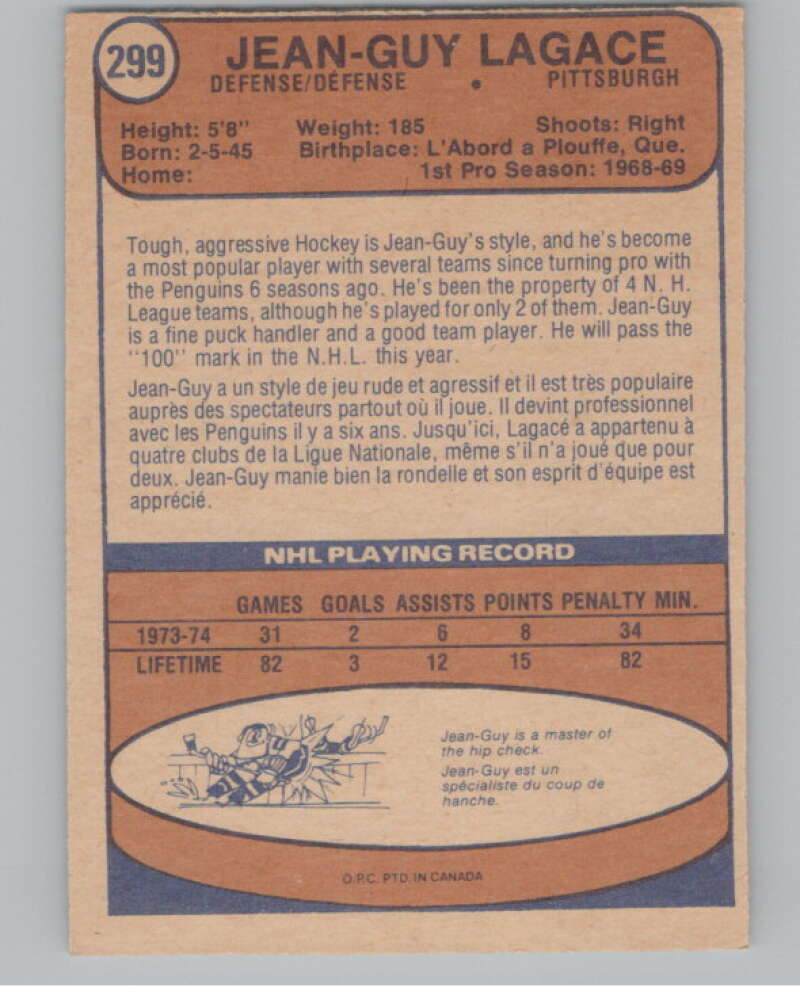 299
JEAN-GUY LAGACE
DEFENSE/DÉFENSE • PITTSBURGH
Height: 5'8" Weight: 185 Shoots: Right
Born: 2-5-45 Birthplace: L'Abord a Plouffe, Que.
Home: 1st Pro Season: 1968-69
Tough, aggressive Hockey is Jean-Guy's style, and he's become
a most popular player with several teams since turning pro with
the Penguins 6 seasons ago. He's been the property of 4 N. H.
League teams, although he's played for only 2 of them. Jean-Guy
is a fine puck handler and a good team player. He will pass the
"100" mark in the N.H.L. this year.
Jean-Guy a un style de jeu rude et agressif et il est très populaire
auprès des spectateurs partout où il joue. Il devint professionnel
avec les Penguins il y a six ans. Jusqu'ici, Lagacé a appartenu à
quatre clubs de la Ligue Nationale, même s'il n'a joué que pour
deux. Jean-Guy manie bien la rondelle et son esprit d'équipe est
apprécié.
NHL PLAYING RECORD
GAMES GOALS ASSISTS POINTS PENALTY MIN.
1973-74 31 2 6 8 34
LIFETIME 82 3 12 15 82
Jean-Guy is a master of
the hip check.
Jean-Guy est un
spécialiste du coup de
hanche.
O.P.C. PTD. IN CANADA